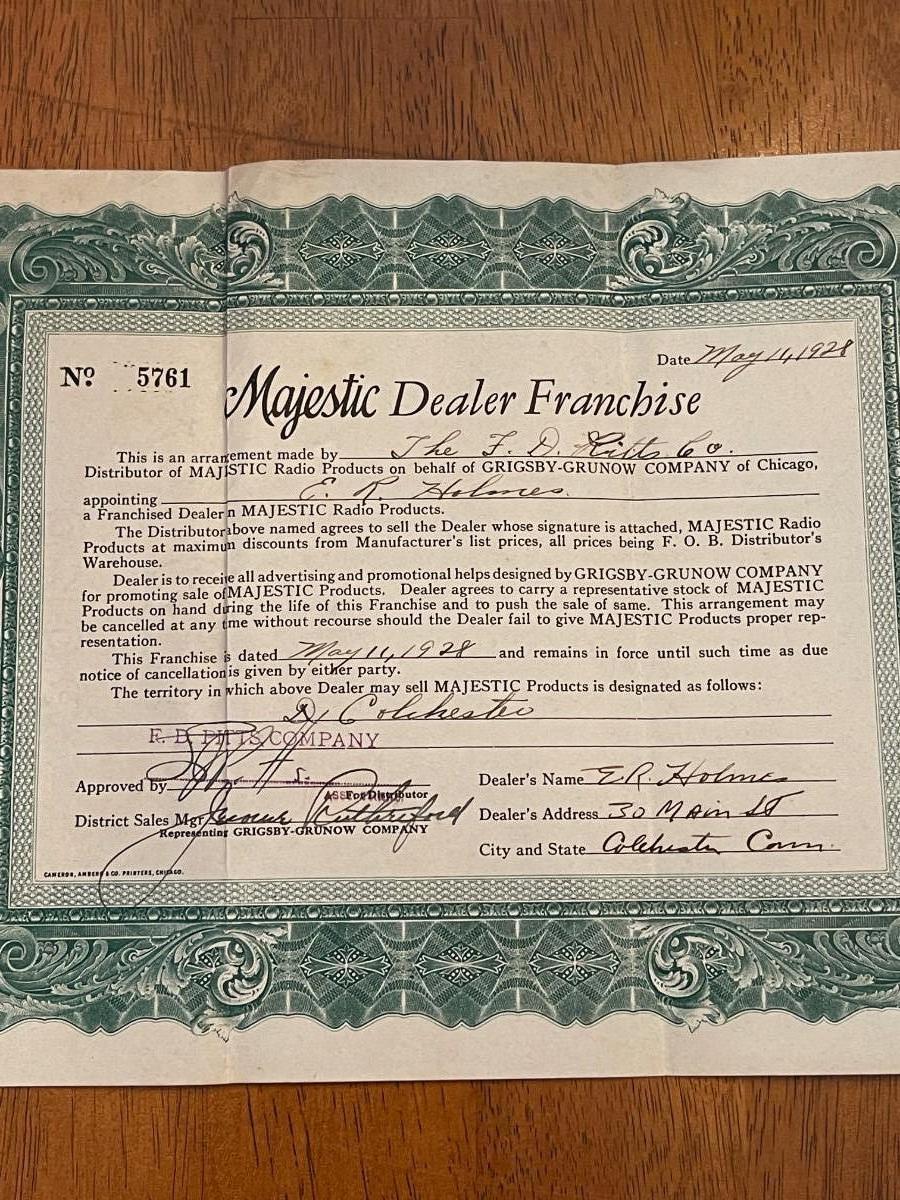 Date May 11, 1928
No 5761
Majestic Dealer Franchise
This is an arrangement made by The F. D. Pitts Co.
Distributor of MAJESTIC Radio Products on behalf of GRIGSBY-GRUNOW COMPANY of Chicago,
appointing E. R. Holmes.
a Franchised Dealer n MAJESTIC Radio Products.
The Distributor above named agrees to sell the Dealer whose signature is attached, MAJESTIC Radio
Products at maximum discounts from Manufacturer's list prices, all prices being F. O. B. Distributor's
Warehouse.
Dealer is to receive all advertising and promotional helps designed by GRIGSBY-GRUNOW COMPANY
for promoting sale of MAJESTIC Products. Dealer agrees to carry a representative stock of MAJESTIC
Products on hand during the life of this Franchise and to push the sale of same. This arrangement may
be cancelled at any time without recourse should the Dealer fail to give MAJESTIC Products proper rep-
resentation.
This Franchise is dated May 11, 1928 and remains in force until such time as due
notice of cancellation is given by either party.
The territory in which above Dealer may sell MAJESTIC Products is designated as follows:
Colchester
F. D. PITTS COMPANY
Approved by
For Distributor
Dealer's Name E. R. Holmes
District Sales Mgr. Rutherford
Dealer's Address 30 Main St
Representing GRIGSBY-GRUNOW COMPANY
City and State Colchester Conn.
CAMERON, AMBERG & CO. PRINTERS, CHICAGO.